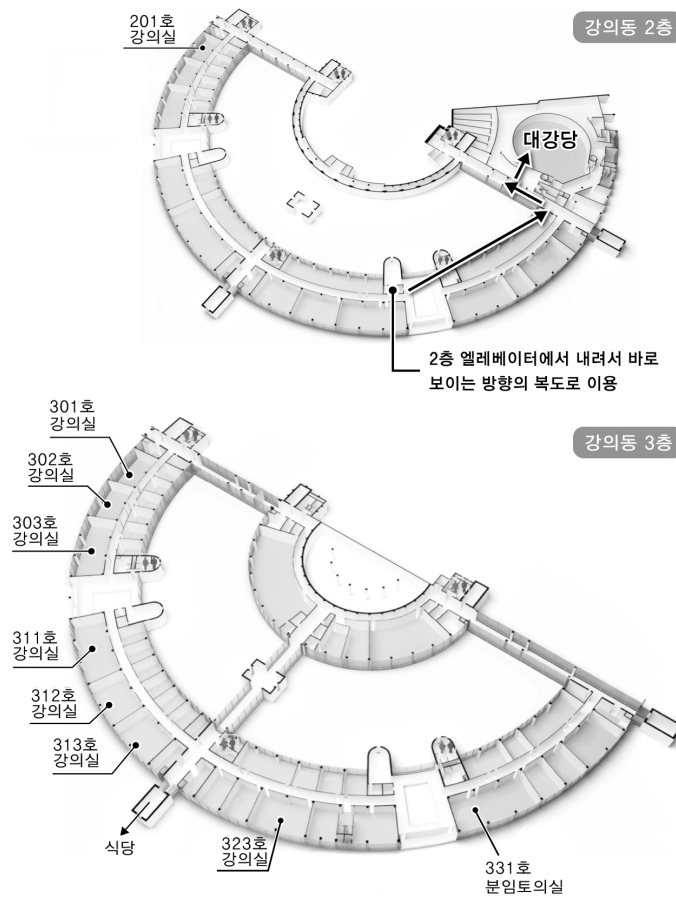 강의동 2층
201호
강의실
대강당
2층 엘레베이터에서 내려서 바로
보이는 방향의 복도로 이용
강의동 3층
301호
강의실
302호
강의실
303호
강의실
311호
강의실
312호
강의실
313호
강의실
식당
323호
강의실
331호
분임토의실